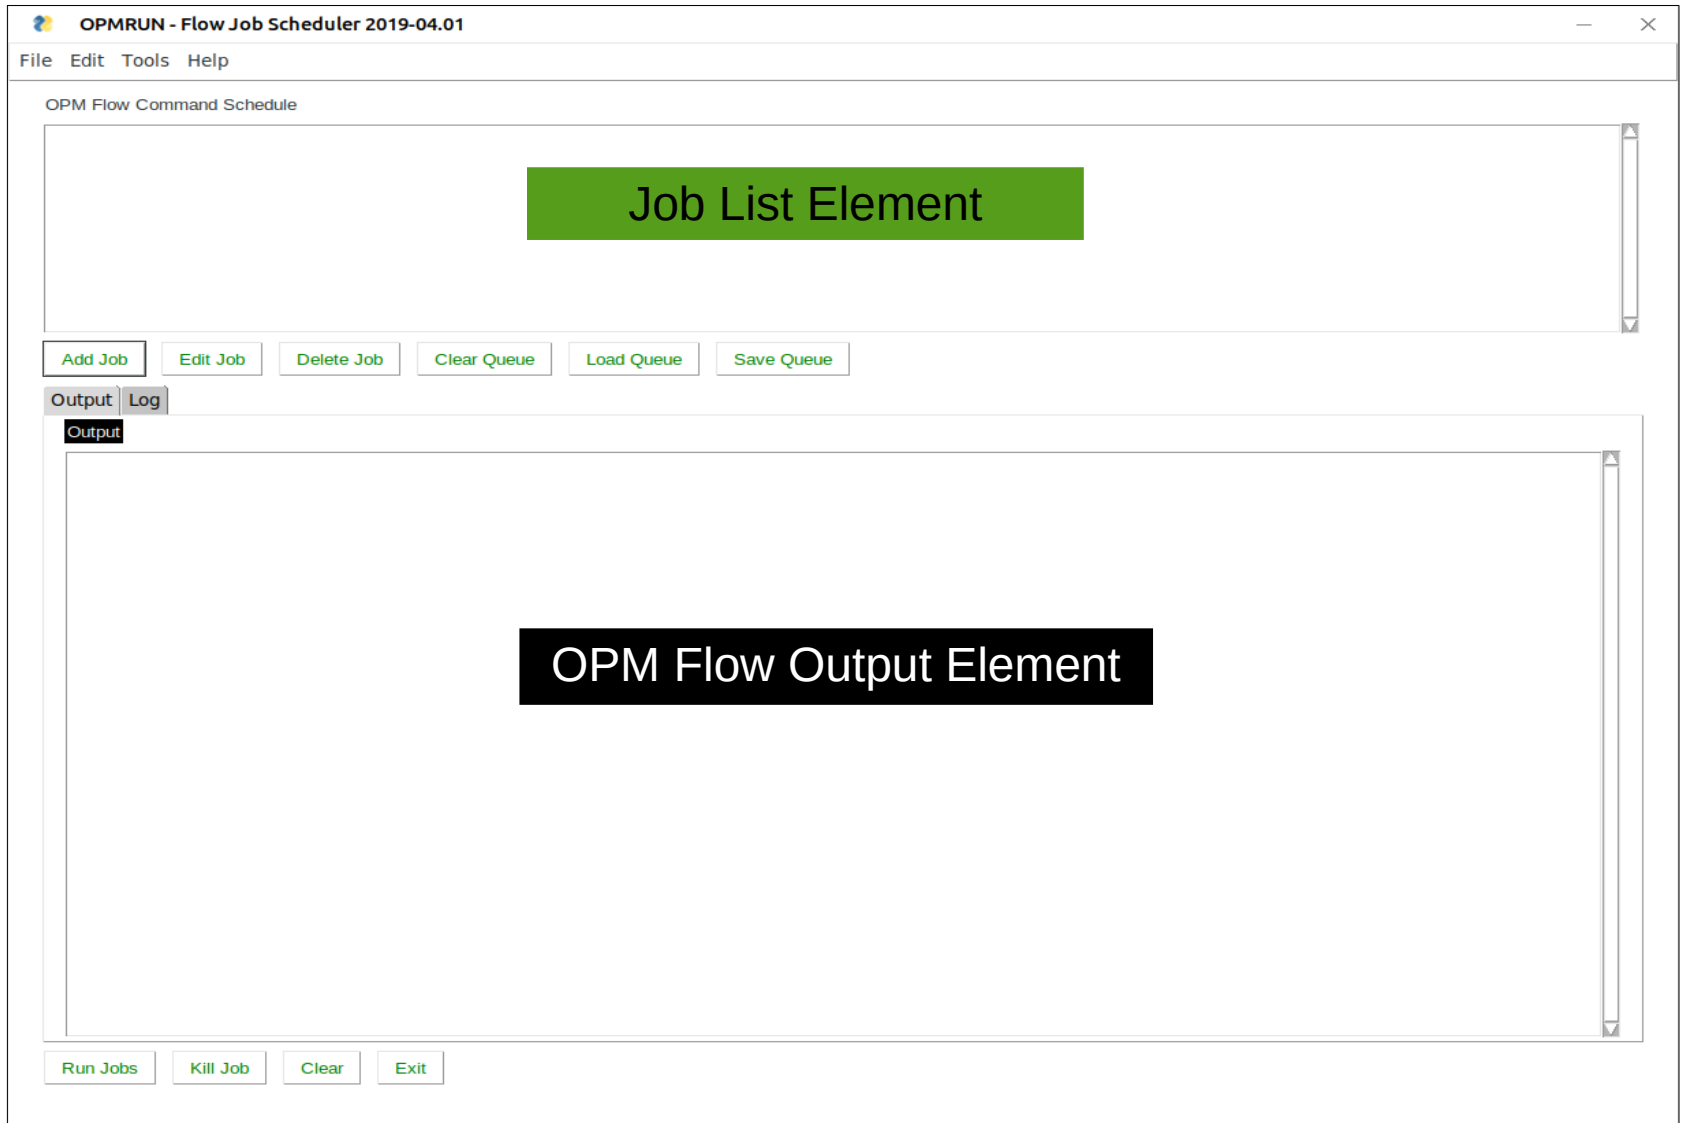 OPMRUN - Flow Job Scheduler 2019-04.01
File Edit Tools Help
OPM Flow Command Schedule
Job List Element
Add Job Edit Job Delete Job Clear Queue Load Queue Save Queue
Output Log
Output
OPM Flow Output Element
Run Jobs Kill Job Clear Exit